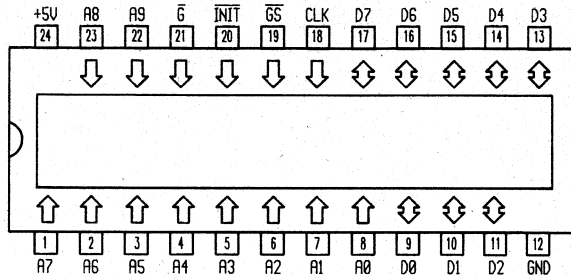 +5V A8 A9 G̅ I̅N̅I̅T̅ G̅S̅ CLK D7 D6 D5 D4 D3
24 23 22 21 20 19 18 17 16 15 14 13
1 2 3 4 5 6 7 8 9 10 11 12
A7 A6 A5 A4 A3 A2 A1 A0 D0 D1 D2 GND